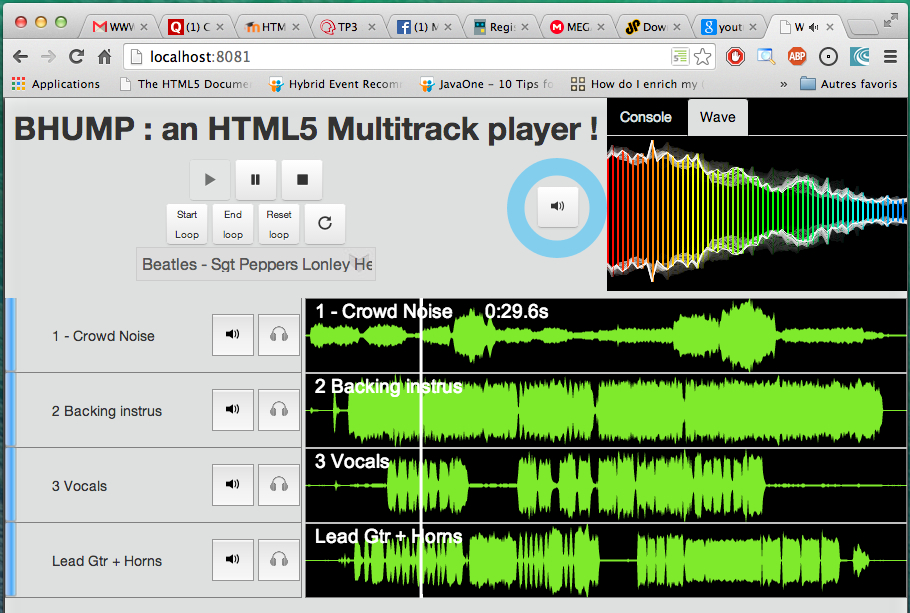 WWW
(1) C
HTM
TP3
(1) M
Regis
MEG
Dow
yout
W
localhost:8081
Applications
The HTML5 Docume
Hybrid Event Recom
JavaOne – 10 Tips fo
How do I enrich my
»
Autres favoris
BHUMP : an HTML5 Multitrack player !
Console
Wave
Start Loop
End loop
Reset loop
Beatles - Sgt Peppers Lonley He
1 - Crowd Noise
1 - Crowd Noise 0:29.6s
2 Backing instrus
2 Backing instrus
3 Vocals
3 Vocals
Lead Gtr + Horns
Lead Gtr + Horns